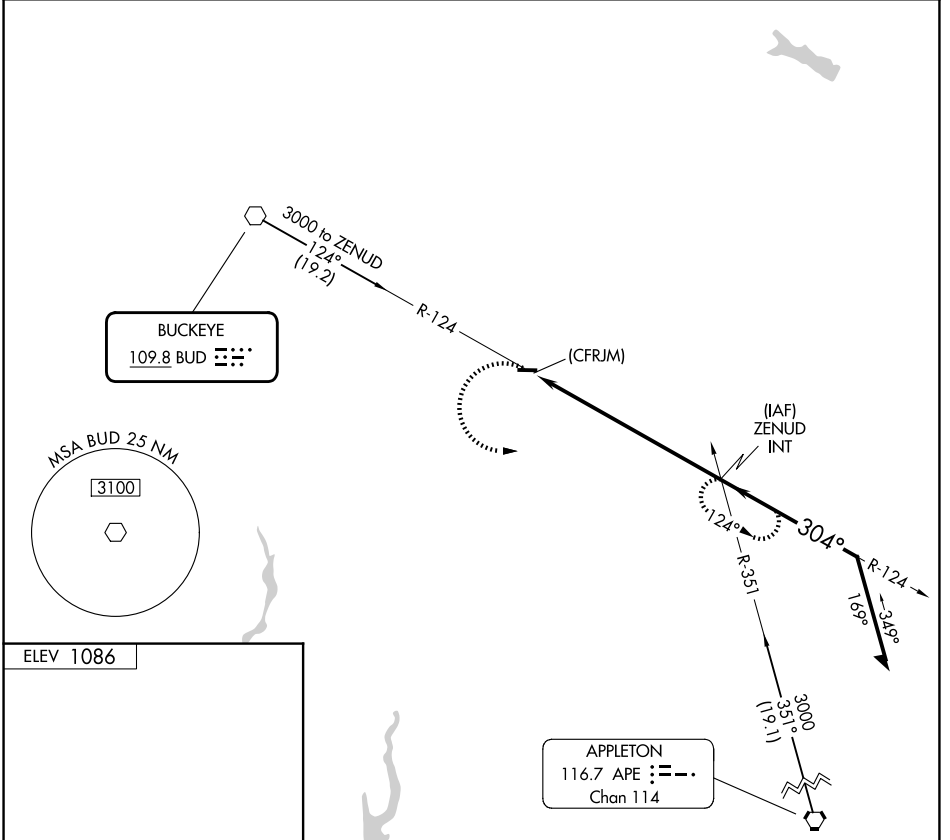 3000 to ZENUD
124°
(19.2)
R-124
BUCKEYE
109.8 BUD
(CFRJM)
(IAF)
ZENUD
INT
MSA BUD 25 NM
3100
124°
304°
R-124
R-351
169°
349°
ELEV 1086
3000
351°
(19.1)
APPLETON
116.7 APE
Chan 114